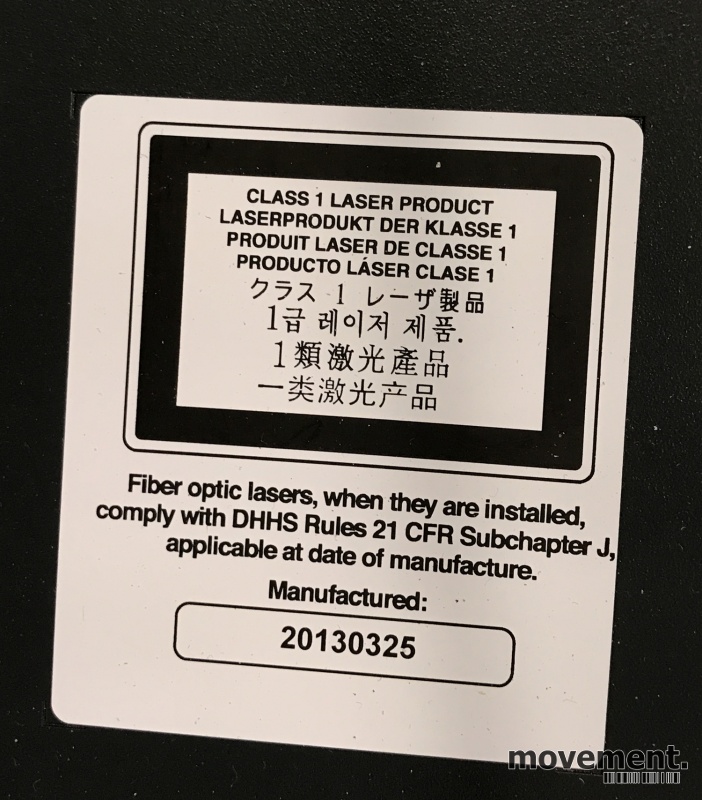 CLASS 1 LASER PRODUCT
LASERPRODUKT DER KLASSE 1
PRODUIT LASER DE CLASSE 1
PRODUCTO LÁSER CLASE 1
クラス 1 レーザ製品
1급 레이저 제품.
1類激光產品
一类激光产品
Fiber optic lasers, when they are installed,
comply with DHHS Rules 21 CFR Subchapter J,
applicable at date of manufacture.
Manufactured:
20130325
movement.